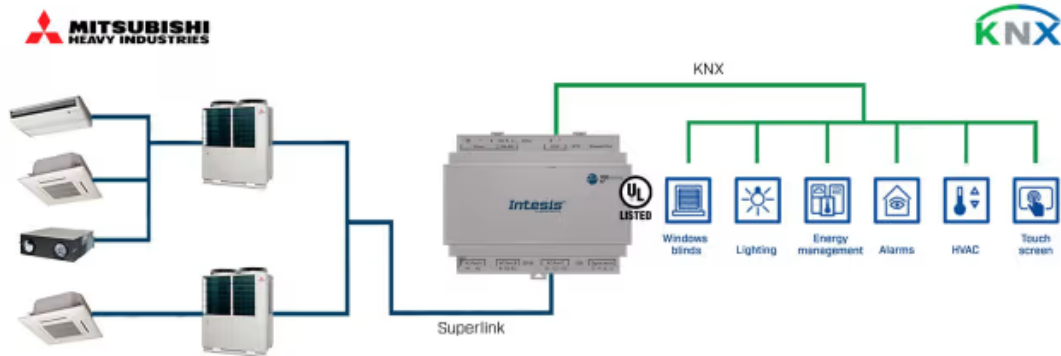 MITSUBISHI
HEAVY INDUSTRIES
KNX
KNX
Intesis
UL
LISTED
Windows
blinds
Lighting
Energy
management
Alarms
HVAC
Touch
screen
Superlink